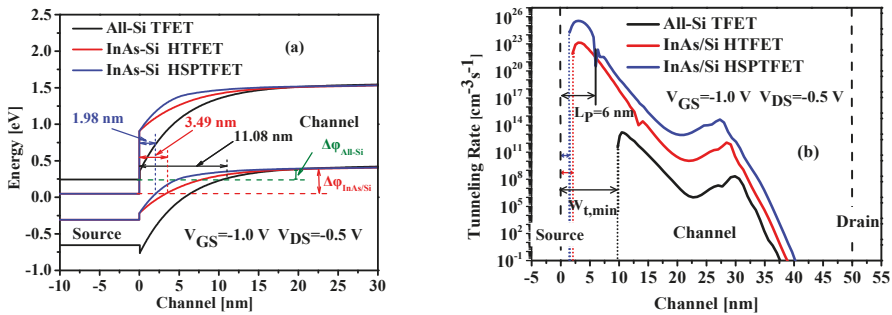 All-Si TFET
InAs-Si HTFET
InAs-Si HSPTFET
(a)
1.98 nm
3.49 nm
11.08 nm
Channel
Δφ_All-Si
Δφ_InAs/Si
Source
V_GS=-1.0 V V_DS=-0.5 V
Energy [eV]
2.5
2.0
1.5
1.0
0.5
0.0
-0.5
-1.0
-10 0 10 20 30
Channel [nm]
All-Si TFET
InAs/Si HTFET
InAs/Si HSPTFET
V_GS=-1.0 V V_DS=-0.5 V
L_P=6 nm
(b)
W_t,min
Drain
Source
Channel
Tunneling Rate [cm^-3 s^-1]
10^26
10^23
10^20
10^17
10^14
10^11
10^8
10^5
10^2
10^-1
-5 0 5 10 15 20 25 30 35 40 45 50 55
Channel [nm]